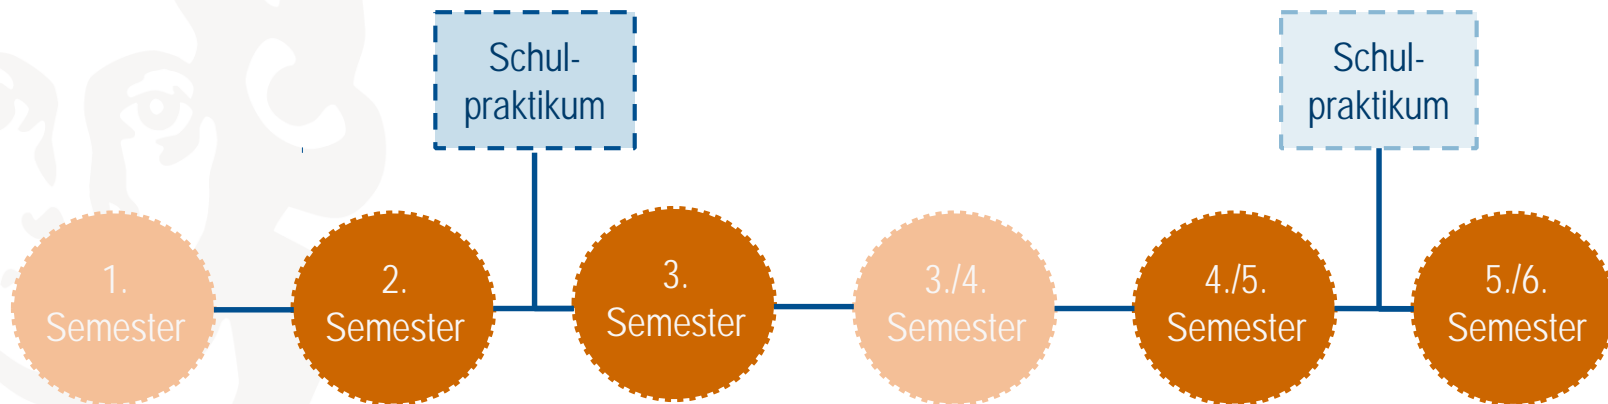 Schul-
praktikum
Schul-
praktikum
1.
Semester
2.
Semester
3.
Semester
3./4.
Semester
4./5.
Semester
5./6.
Semester